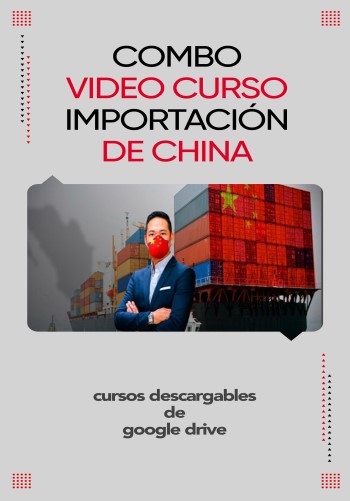 COMBO
VIDEO CURSO
IMPORTACIÓN
DE CHINA
cursos descargables
de
google drive